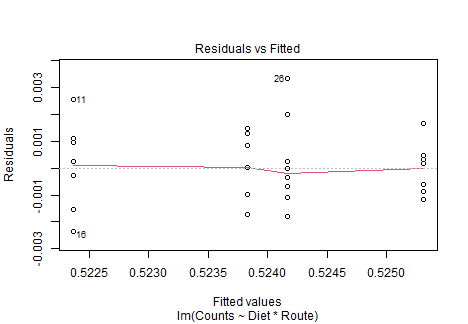 Residuals vs Fitted
Residuals
0.003
0.001
-0.001
-0.003
26
11
16
0.5225 0.5230 0.5235 0.5240 0.5245 0.5250
Fitted values
lm(Counts ~ Diet * Route)